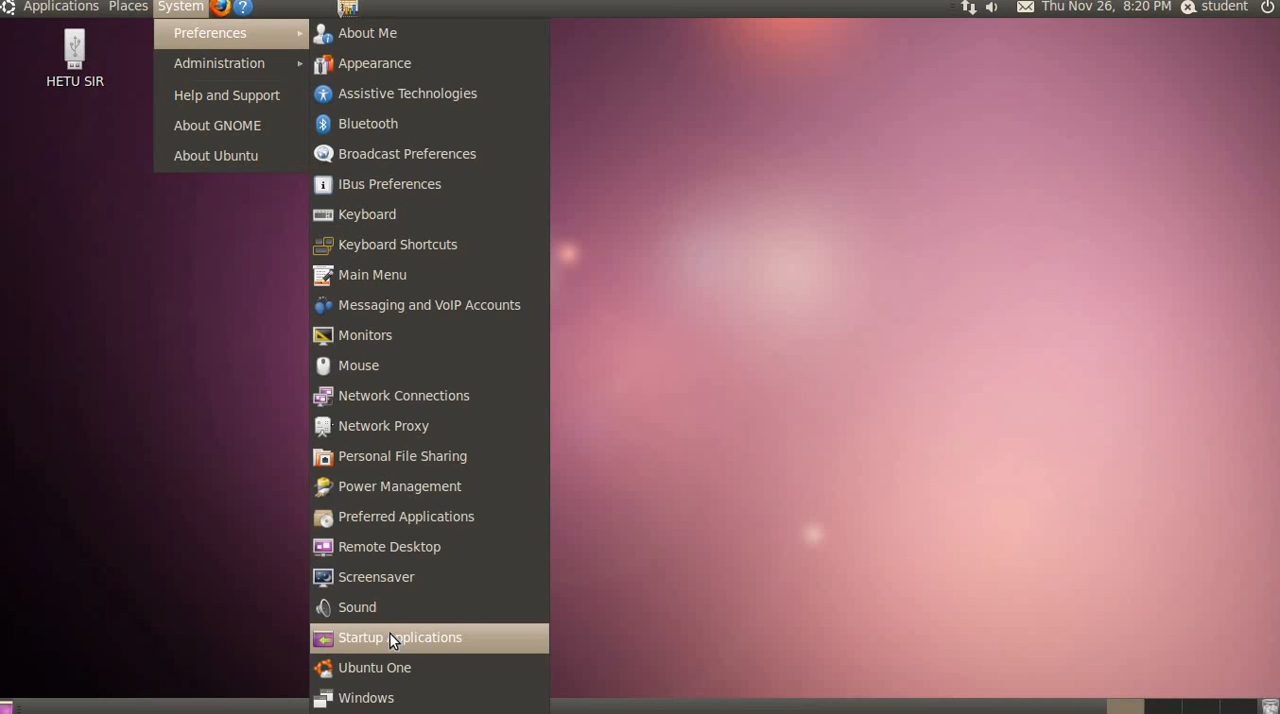 Applications Places System Thu Nov 26, 8:20 PM student
HETU SIR
Preferences
Administration
Help and Support
About GNOME
About Ubuntu
About Me
Appearance
Assistive Technologies
Bluetooth
Broadcast Preferences
IBus Preferences
Keyboard
Keyboard Shortcuts
Main Menu
Messaging and VoIP Accounts
Monitors
Mouse
Network Connections
Network Proxy
Personal File Sharing
Power Management
Preferred Applications
Remote Desktop
Screensaver
Sound
Startup Applications
Ubuntu One
Windows